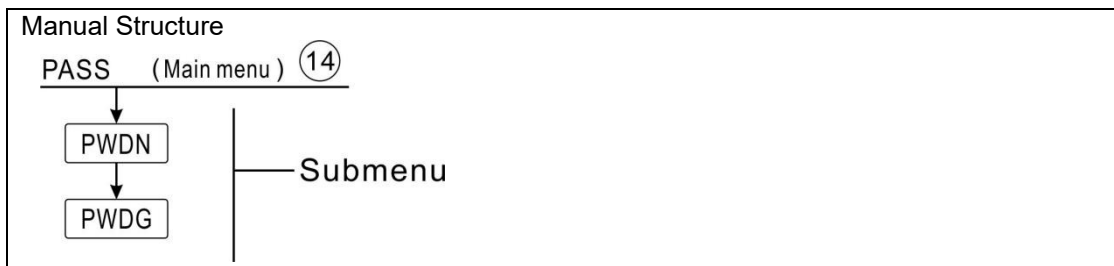 Manual Structure
PASS (Main menu) 14
PWDN
Submenu
PWDG